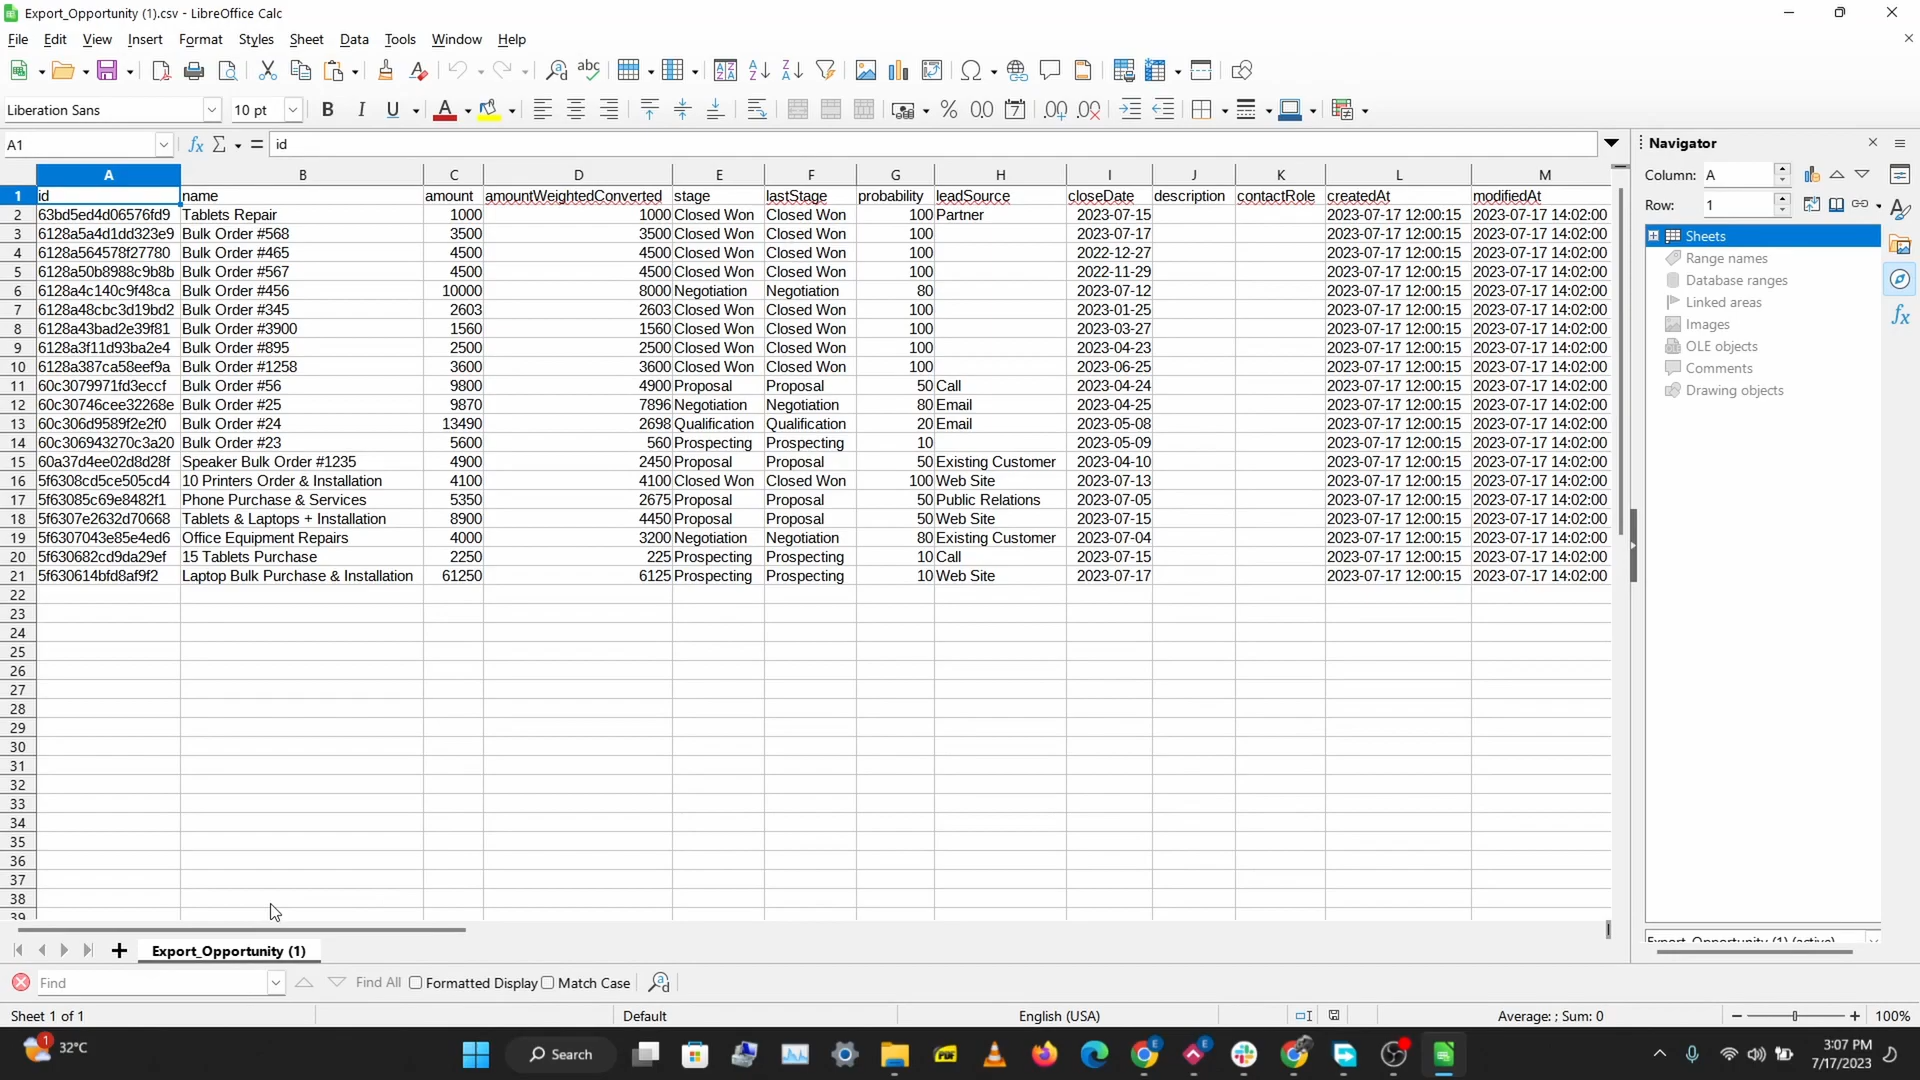 Export_Opportunity (1).csv - LibreOffice Calc
File Edit View Insert Format Styles Sheet Data Tools Window Help
Liberation Sans 10 pt
A1 id
A B C D E F G H I J K L M
1 id name amount amountWeightedConverted stage lastStage probability leadSource closeDate description contactRole createdAt modifiedAt
2 63bd5ed4d06576fd9 Tablets Repair 1000 1000 Closed Won Closed Won 100 Partner 2023-07-15 2023-07-17 12:00:15 2023-07-17 14:02:00
3 6128a5a4d1dd323e9 Bulk Order #568 3500 3500 Closed Won Closed Won 100 2023-07-17 2023-07-17 12:00:15 2023-07-17 14:02:00
4 6128a564578f27780 Bulk Order #465 4500 4500 Closed Won Closed Won 100 2022-12-27 2023-07-17 12:00:15 2023-07-17 14:02:00
5 6128a50b8988c9b8b Bulk Order #567 4500 4500 Closed Won Closed Won 100 2022-11-29 2023-07-17 12:00:15 2023-07-17 14:02:00
6 6128a4c140c9f48ca Bulk Order #456 10000 8000 Negotiation Negotiation 80 2023-07-12 2023-07-17 12:00:15 2023-07-17 14:02:00
7 6128a48cbc3d19bd2 Bulk Order #345 2603 2603 Closed Won Closed Won 100 2023-01-25 2023-07-17 12:00:15 2023-07-17 14:02:00
8 6128a43bad2e39f81 Bulk Order #3900 1560 1560 Closed Won Closed Won 100 2023-03-27 2023-07-17 12:00:15 2023-07-17 14:02:00
9 6128a3f11d93ba2e4 Bulk Order #895 2500 2500 Closed Won Closed Won 100 2023-04-23 2023-07-17 12:00:15 2023-07-17 14:02:00
10 6128a387ca58eef9a Bulk Order #1258 3600 3600 Closed Won Closed Won 100 2023-06-25 2023-07-17 12:00:15 2023-07-17 14:02:00
11 60c3079971fd3eccf Bulk Order #56 9800 4900 Proposal Proposal 50 Call 2023-04-24 2023-07-17 12:00:15 2023-07-17 14:02:00
12 60c30746cee32268e Bulk Order #25 9870 7896 Negotiation Negotiation 80 Email 2023-04-25 2023-07-17 12:00:15 2023-07-17 14:02:00
13 60c306d9589f2e2f0 Bulk Order #24 13490 2698 Qualification Qualification 20 Email 2023-05-08 2023-07-17 12:00:15 2023-07-17 14:02:00
14 60c306943270c3a20 Bulk Order #23 5600 560 Prospecting Prospecting 10 2023-05-09 2023-07-17 12:00:15 2023-07-17 14:02:00
15 60a37d4ee02d8d28f Speaker Bulk Order #1235 4900 2450 Proposal Proposal 50 Existing Customer 2023-04-10 2023-07-17 12:00:15 2023-07-17 14:02:00
16 5f6308cd5ce505cd4 10 Printers Order & Installation 4100 4100 Closed Won Closed Won 100 Web Site 2023-07-13 2023-07-17 12:00:15 2023-07-17 14:02:00
17 5f63085c69e8482f1 Phone Purchase & Services 5350 2675 Proposal Proposal 50 Public Relations 2023-07-05 2023-07-17 12:00:15 2023-07-17 14:02:00
18 5f6307e2632d70668 Tablets & Laptops + Installation 8900 4450 Proposal Proposal 50 Web Site 2023-07-15 2023-07-17 12:00:15 2023-07-17 14:02:00
19 5f6307043e85e4ed6 Office Equipment Repairs 4000 3200 Negotiation Negotiation 80 Existing Customer 2023-07-04 2023-07-17 12:00:15 2023-07-17 14:02:00
20 5f630682cd9da29ef 15 Tablets Purchase 2250 225 Prospecting Prospecting 10 Call 2023-07-15 2023-07-17 12:00:15 2023-07-17 14:02:00
21 5f630614bfd8af9f2 Laptop Bulk Purchase & Installation 61250 6125 Prospecting Prospecting 10 Web Site 2023-07-17 2023-07-17 12:00:15 2023-07-17 14:02:00
22
23
24
25
26
27
28
29
30
31
32
33
34
35
36
37
38
39
Navigator
Column: A
Row: 1
Sheets
Range names
Database ranges
Linked areas
Images
OLE objects
Comments
Drawing objects
Export_Opportunity (1) (active)
Export_Opportunity (1)
Find Find All Formatted Display Match Case
Sheet 1 of 1 Default English (USA) Average: ; Sum: 0 100%
1 32°C Search PDF E E 3:07 PM
7/17/2023